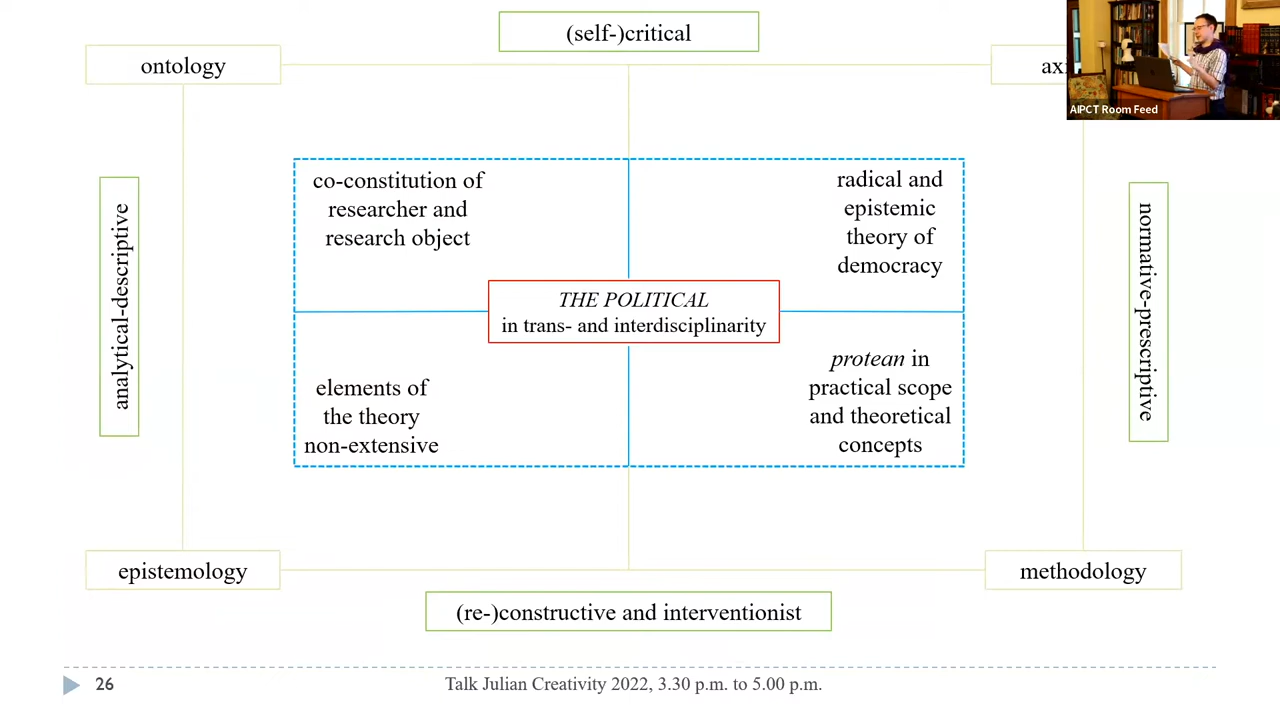 (self-)critical
ontology
AIPCT Room Feed
analytical-descriptive
co-constitution of
researcher and
research object
radical and
epistemic
theory of
democracy
normative-prescriptive
THE POLITICAL
in trans- and interdisciplinarity
elements of
the theory
non-extensive
protean in
practical scope
and theoretical
concepts
epistemology
methodology
(re-)constructive and interventionist
26
Talk Julian Creativity 2022, 3.30 p.m. to 5.00 p.m.